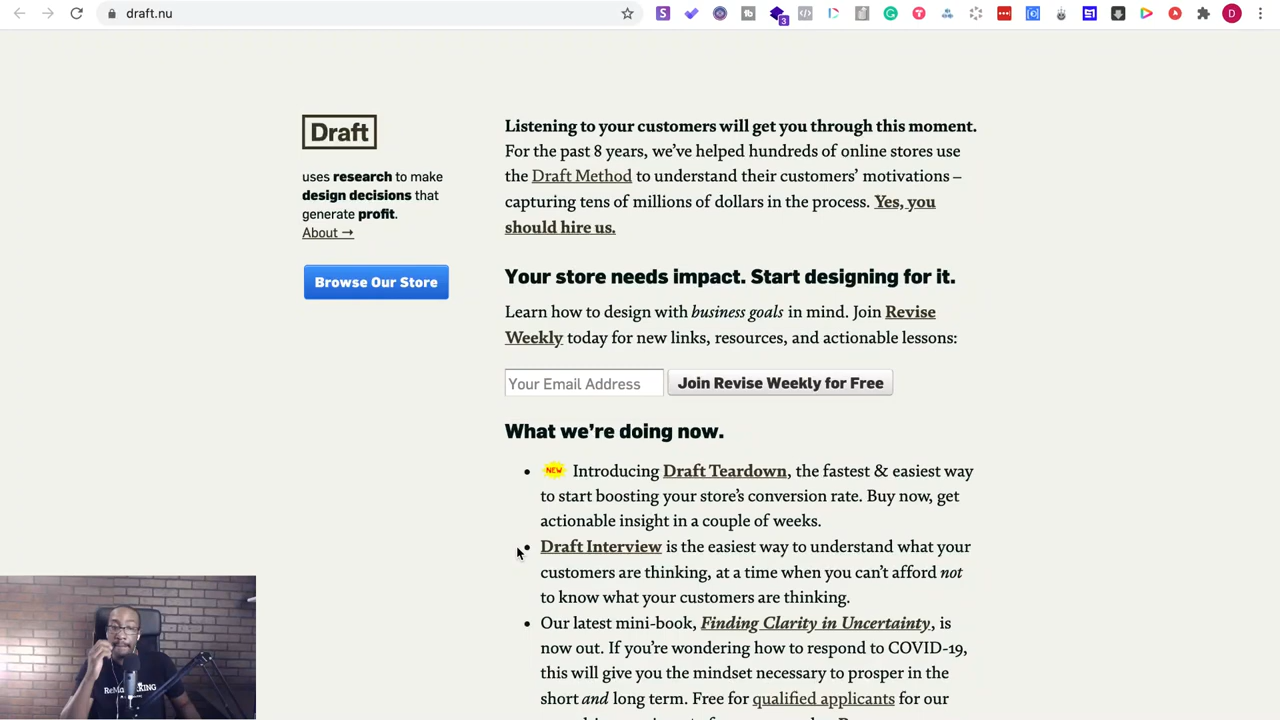 draft.nu
3
D
Draft
uses research to make
design decisions that
generate profit.
About →
Browse Our Store
Listening to your customers will get you through this moment.
For the past 8 years, we’ve helped hundreds of online stores use
the Draft Method to understand their customers’ motivations –
capturing tens of millions of dollars in the process. Yes, you
should hire us.
Your store needs impact. Start designing for it.
Learn how to design with business goals in mind. Join Revise
Weekly today for new links, resources, and actionable lessons:
Your Email Address
Join Revise Weekly for Free
What we’re doing now.
• NEW Introducing Draft Teardown, the fastest & easiest way
to start boosting your store’s conversion rate. Buy now, get
actionable insight in a couple of weeks.
• Draft Interview is the easiest way to understand what your
customers are thinking, at a time when you can’t afford not
to know what your customers are thinking.
• Our latest mini-book, Finding Clarity in Uncertainty, is
now out. If you’re wondering how to respond to COVID-19,
this will give you the mindset necessary to prosper in the
short and long term. Free for qualified applicants for our